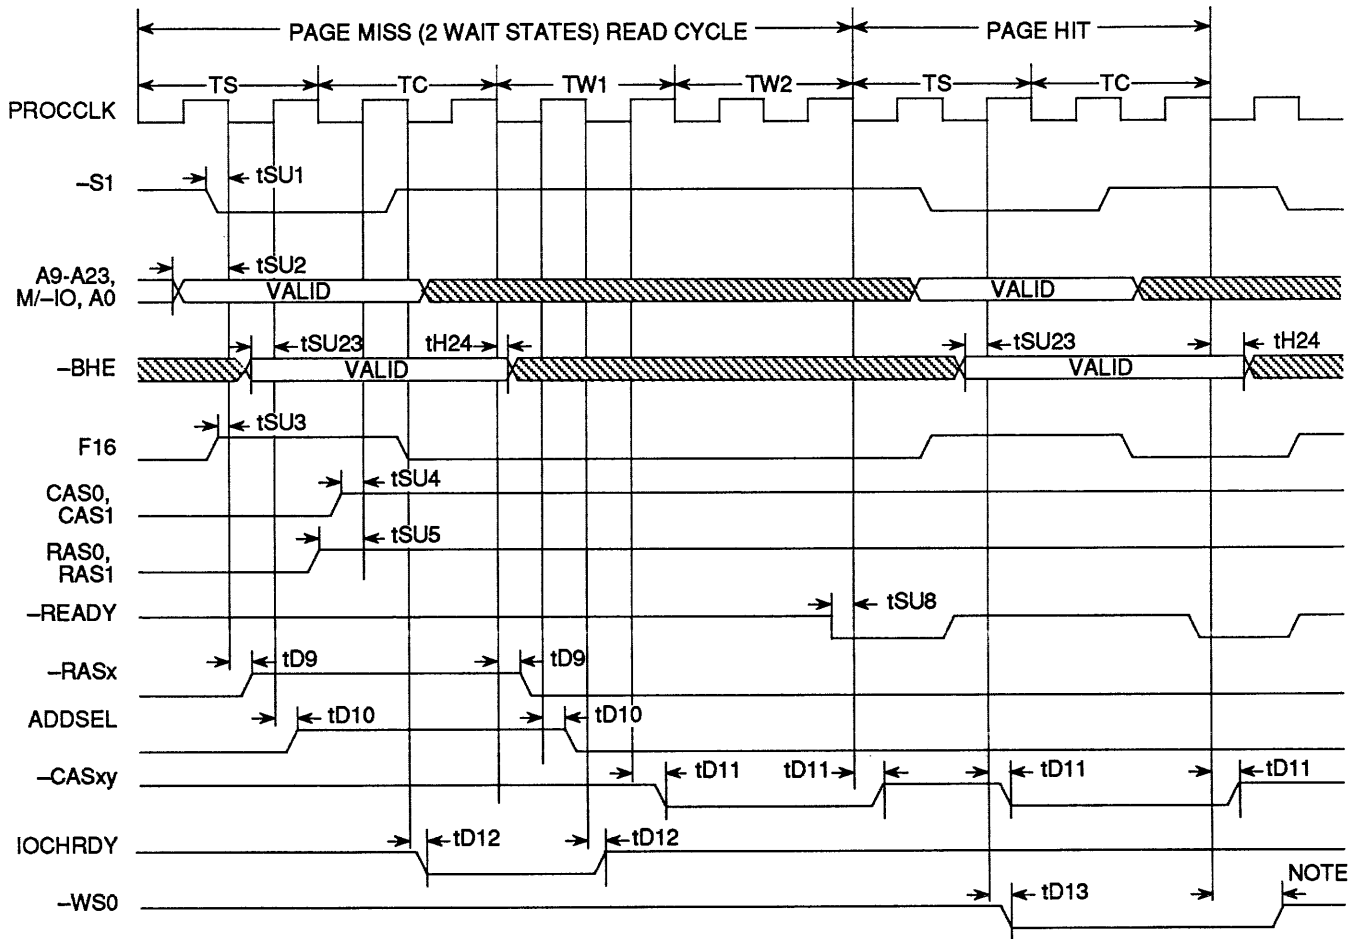 PAGE MISS (2 WAIT STATES) READ CYCLE PAGE HIT
TS TC TW1 TW2 TS TC
PROCCLK
–S1 tSU1
A9-A23,
M/–IO, A0
tSU2
VALID VALID
–BHE tSU23 tH24 tSU23 tH24
VALID VALID
F16 tSU3
CAS0,
CAS1
tSU4
RAS0,
RAS1
tSU5
–READY tSU8
–RASx tD9 tD9
ADDSEL tD10 tD10
–CASxy tD11 tD11 tD11 tD11
IOCHRDY tD12 tD12
–WS0 tD13 NOTE